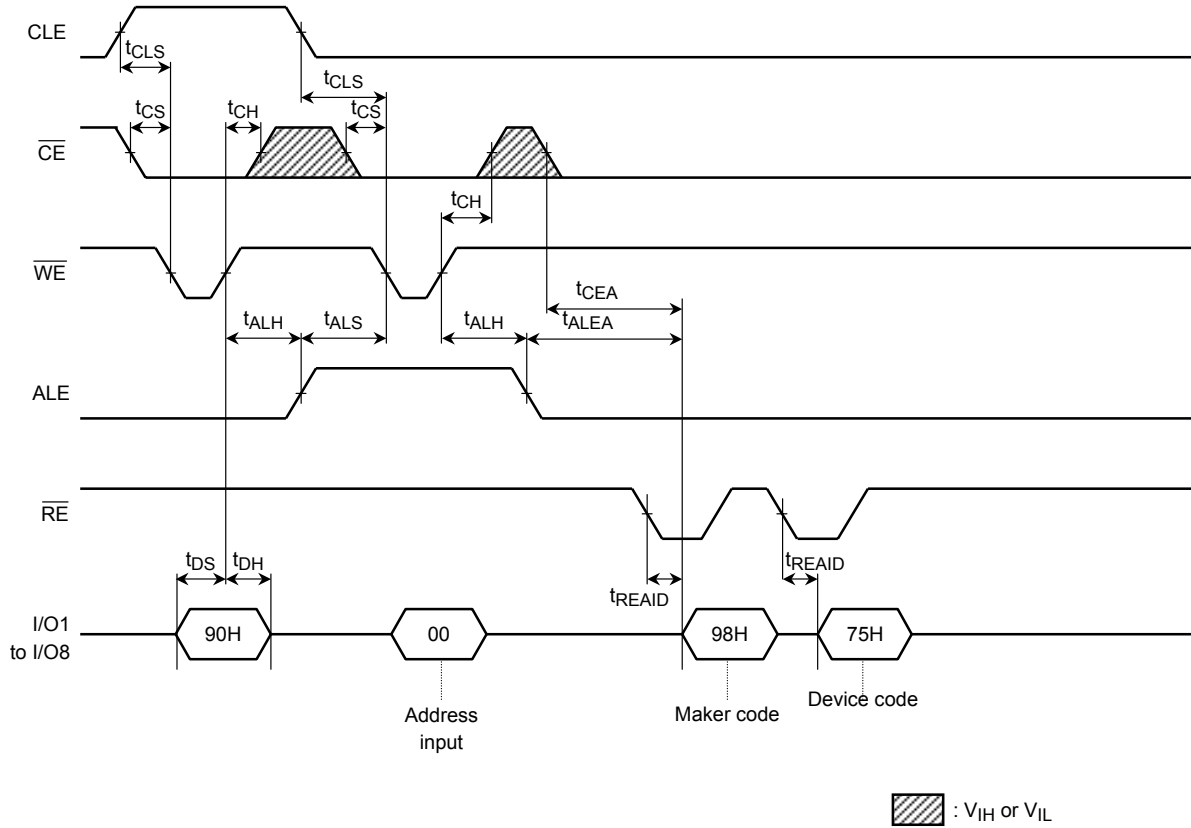 CLE
tCLS
tCLS
tCS
tCH
tCS
CE
tCH
WE
tCEA
tALH
tALS
tALH
tALEA
ALE
RE
tDS
tDH
tREAID
tREAID
I/O1
to I/O8
90H
00
98H
75H
Address
input
Maker code
Device code
: VIH or VIL